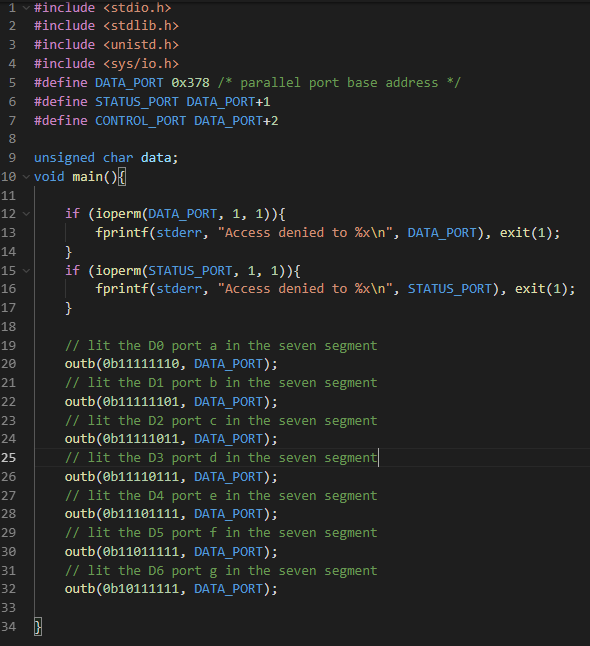 1 #include <stdio.h>
2 #include <stdlib.h>
3 #include <unistd.h>
4 #include <sys/io.h>
5 #define DATA_PORT 0x378 /* parallel port base address */
6 #define STATUS_PORT DATA_PORT+1
7 #define CONTROL_PORT DATA_PORT+2
8
9 unsigned char data;
10 void main(){
11
12     if (ioperm(DATA_PORT, 1, 1)){
13         fprintf(stderr, "Access denied to %x\n", DATA_PORT), exit(1);
14     }
15     if (ioperm(STATUS_PORT, 1, 1)){
16         fprintf(stderr, "Access denied to %x\n", STATUS_PORT), exit(1);
17     }
18
19     // lit the D0 port a in the seven segment
20     outb(0b11111110, DATA_PORT);
21     // lit the D1 port b in the seven segment
22     outb(0b11111101, DATA_PORT);
23     // lit the D2 port c in the seven segment
24     outb(0b11111011, DATA_PORT);
25     // lit the D3 port d in the seven segment
26     outb(0b11110111, DATA_PORT);
27     // lit the D4 port e in the seven segment
28     outb(0b11101111, DATA_PORT);
29     // lit the D5 port f in the seven segment
30     outb(0b11011111, DATA_PORT);
31     // lit the D6 port g in the seven segment
32     outb(0b10111111, DATA_PORT);
33
34 }